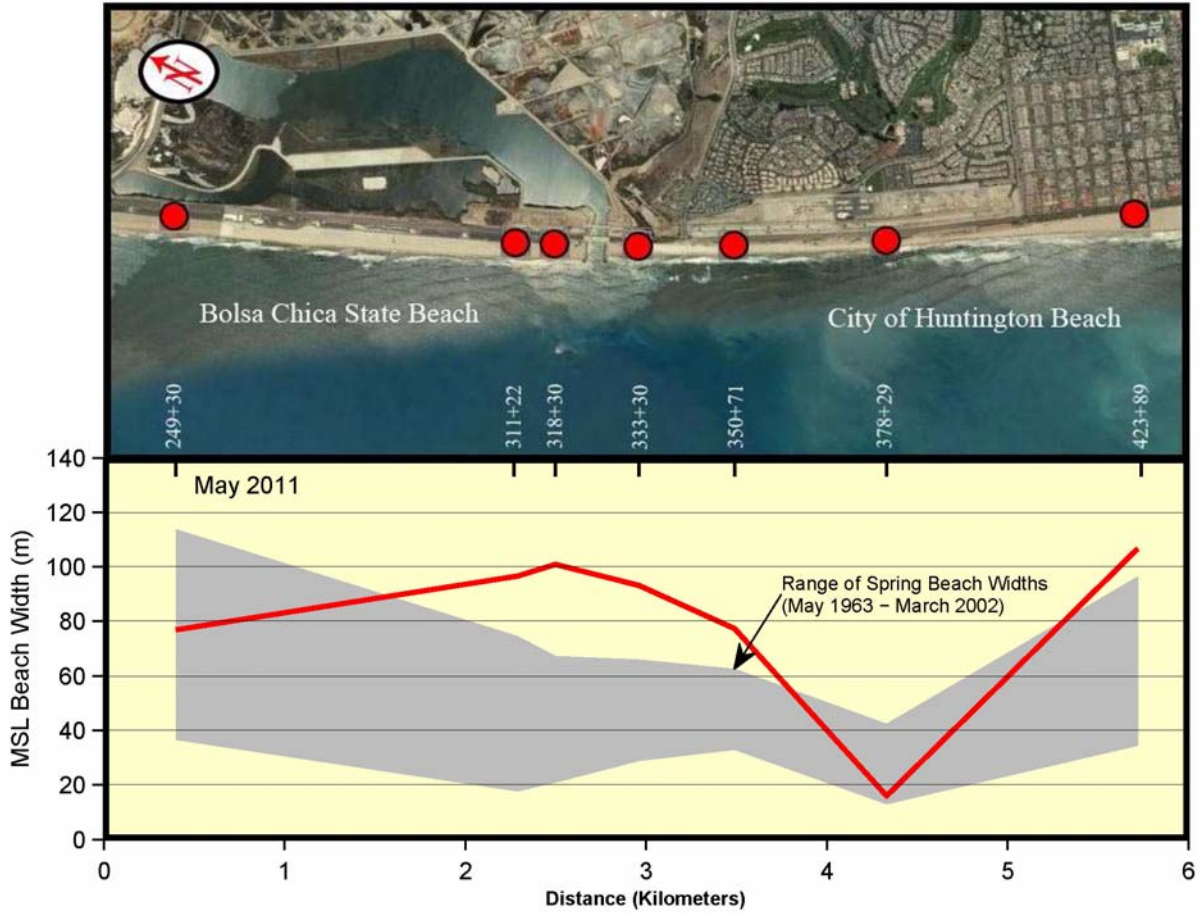 N
Bolsa Chica State Beach
City of Huntington Beach
249+30
311+22
318+30
333+30
350+71
378+29
423+89
May 2011
Range of Spring Beach Widths
(May 1963 – March 2002)
MSL Beach Width (m)
140
120
100
80
60
40
20
0
0 1 2 3 4 5 6
Distance (Kilometers)